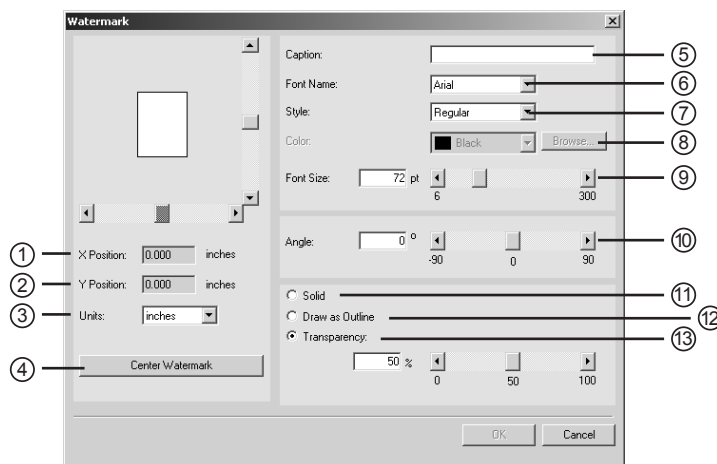 Watermark
Caption: ⑤
Font Name: Arial ⑥
Style: Regular ⑦
Color: Black Browse... ⑧
Font Size: 72 pt ⑨
6 300
① X Position: 0.000 inches
② Y Position: 0.000 inches
③ Units: inches
④ Center Watermark
Angle: 0 ° ⑩
-90 0 90
Solid ⑪
Draw as Outline ⑫
Transparency: ⑬
50 %
0 50 100
OK Cancel